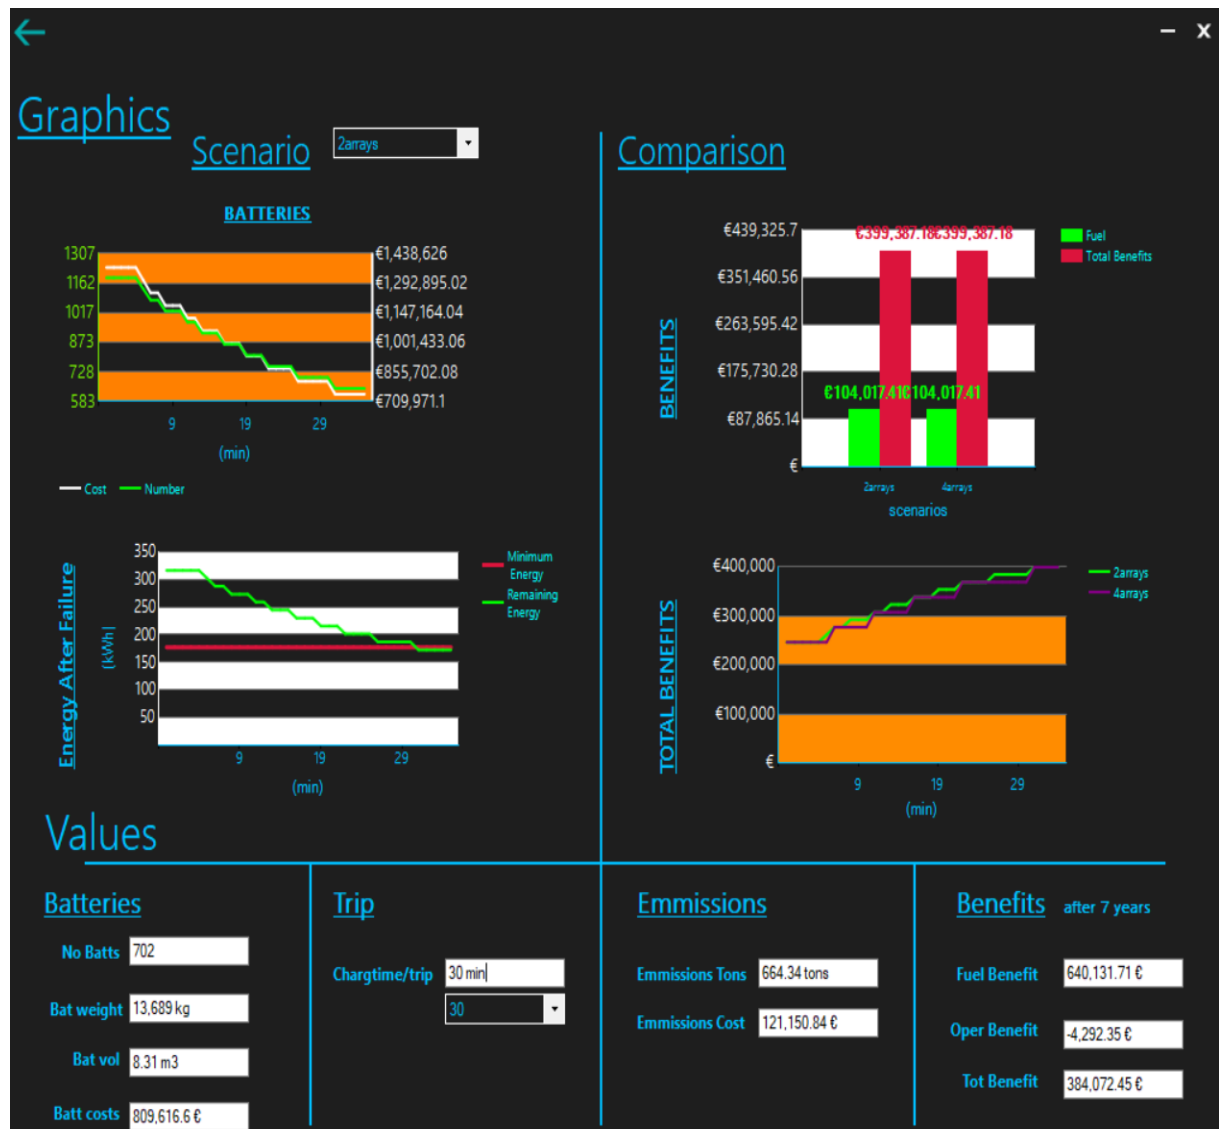 Graphics
Scenario
2arrays
Comparison
BATTERIES
1307
1162
1017
873
728
583
€1,438,626
€1,292,895.02
€1,147,164.04
€1,001,433.06
€855,702.08
€709,971.1
9 19 29
(min)
Cost Number
BENEFITS
€439,325.7
€351,460.56
€263,595.42
€175,730.28
€87,865.14
€
€399,387.18€399,387.18
€104,017.41€104,017.41
Fuel
Total Benefits
2arrays 4arrays
scenarios
Energy After Failure
(kWh)
350
300
250
200
150
100
50
9 19 29
(min)
Minimum
Energy
Remaining
Energy
TOTAL BENEFITS
€400,000
€300,000
€200,000
€100,000
€
9 19 29
(min)
2arrays
4arrays
Values
Batteries
No Batts 702
Bat weight 13,689 kg
Bat vol 8.31 m3
Batt costs 809,616.6 €
Trip
Chargtime/trip 30 min
30
Emmissions
Emmissions Tons 664.34 tons
Emmissions Cost 121,150.84 €
Benefits after 7 years
Fuel Benefit 640,131.71 €
Oper Benefit -4,292.35 €
Tot Benefit 384,072.45 €